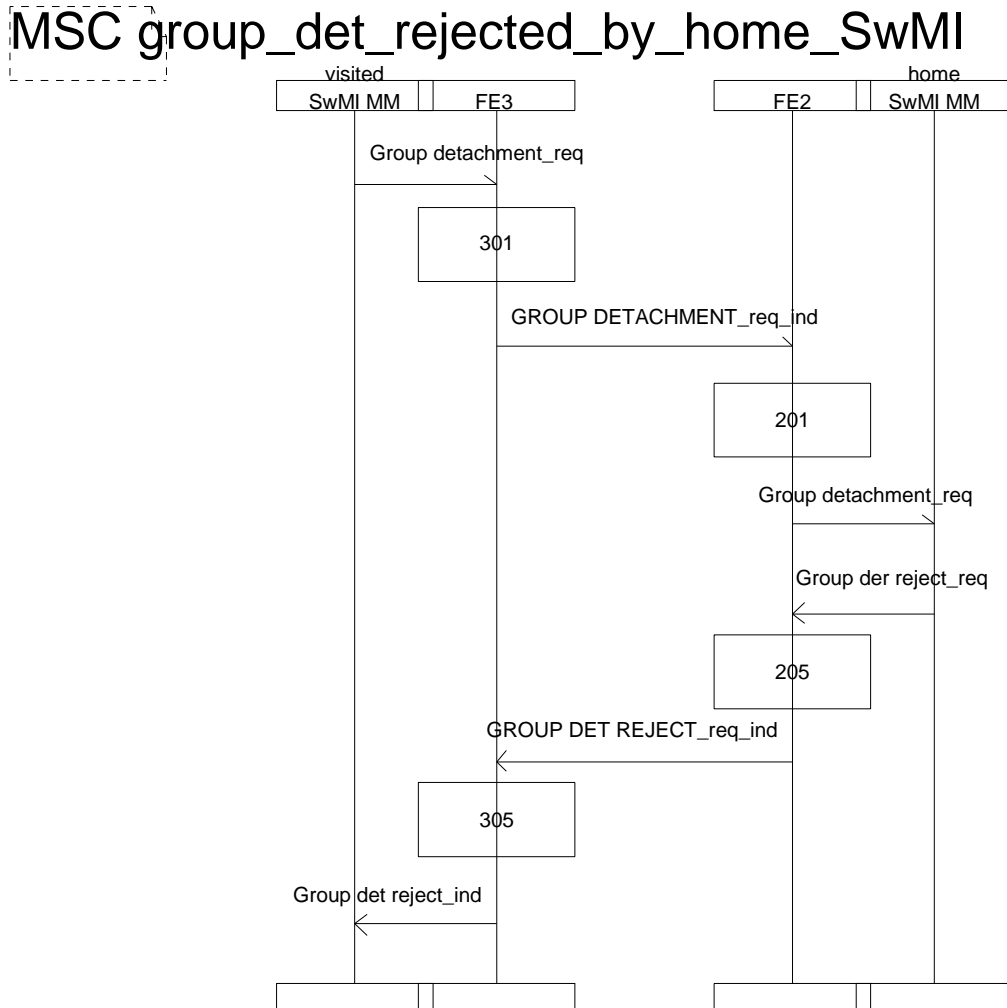 MSC group_det_rejected_by_home_SwMI
visited
SwMI MM
FE3
FE2
home
SwMI MM
Group detachment_req
301
GROUP DETACHMENT_req_ind
201
Group detachment_req
Group der reject_req
205
GROUP DET REJECT_req_ind
305
Group det reject_ind